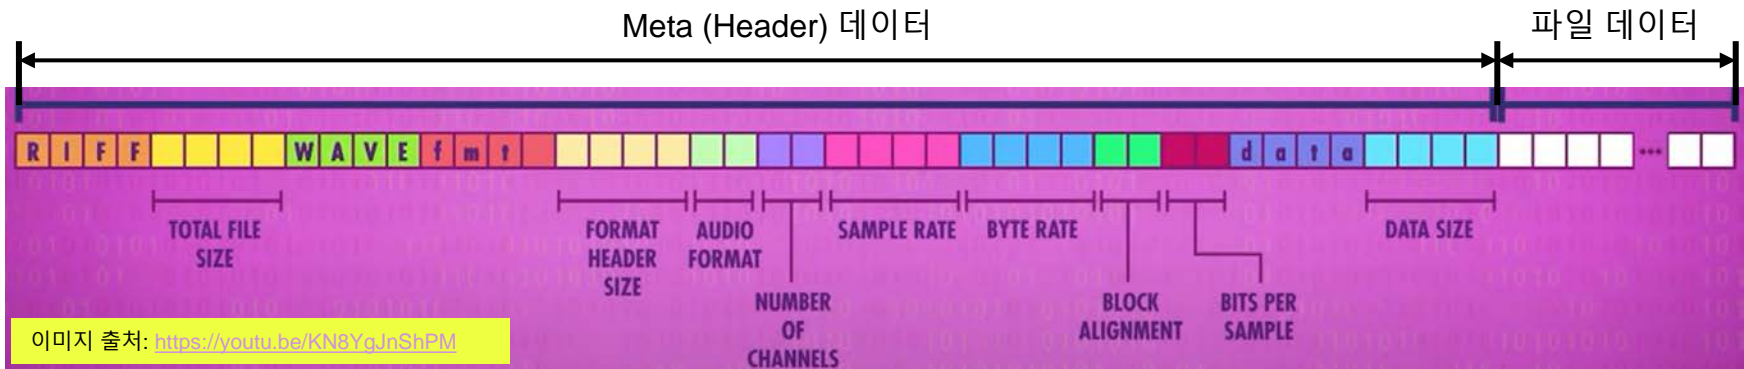 Meta (Header) 데이터 파일 데이터
R I F F W A V E f m t d a t a ...
TOTAL FILE
SIZE
FORMAT
HEADER
SIZE
AUDIO
FORMAT
NUMBER
OF
CHANNELS
SAMPLE RATE
BYTE RATE
BLOCK
ALIGNMENT
BITS PER
SAMPLE
DATA SIZE
이미지 출처: https://youtu.be/KN8YgJnShPM